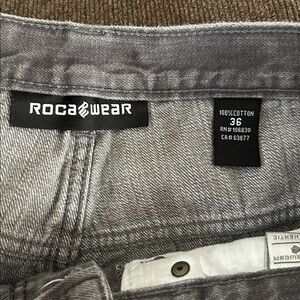 ROCAWEAR
100%COTTON
36
RN# 106830
CA# 03877